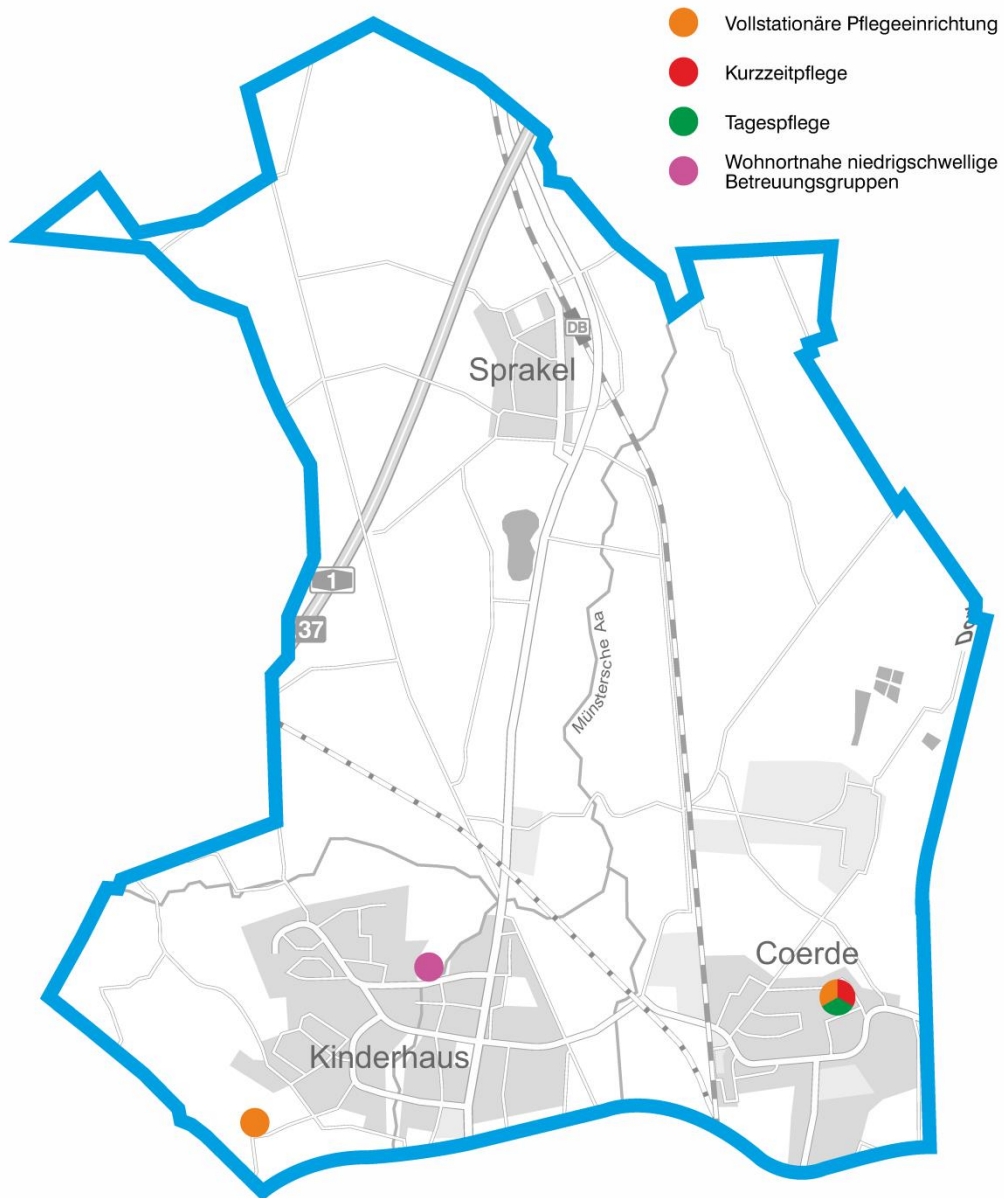 Vollstationäre Pflegeeinrichtung
Kurzzeitpflege
Tagespflege
Wohnortnahe niedrigschwellige
Betreuungsgruppen
DB
Sprakel
1
37
Münstersche Aa
Coerde
Kinderhaus